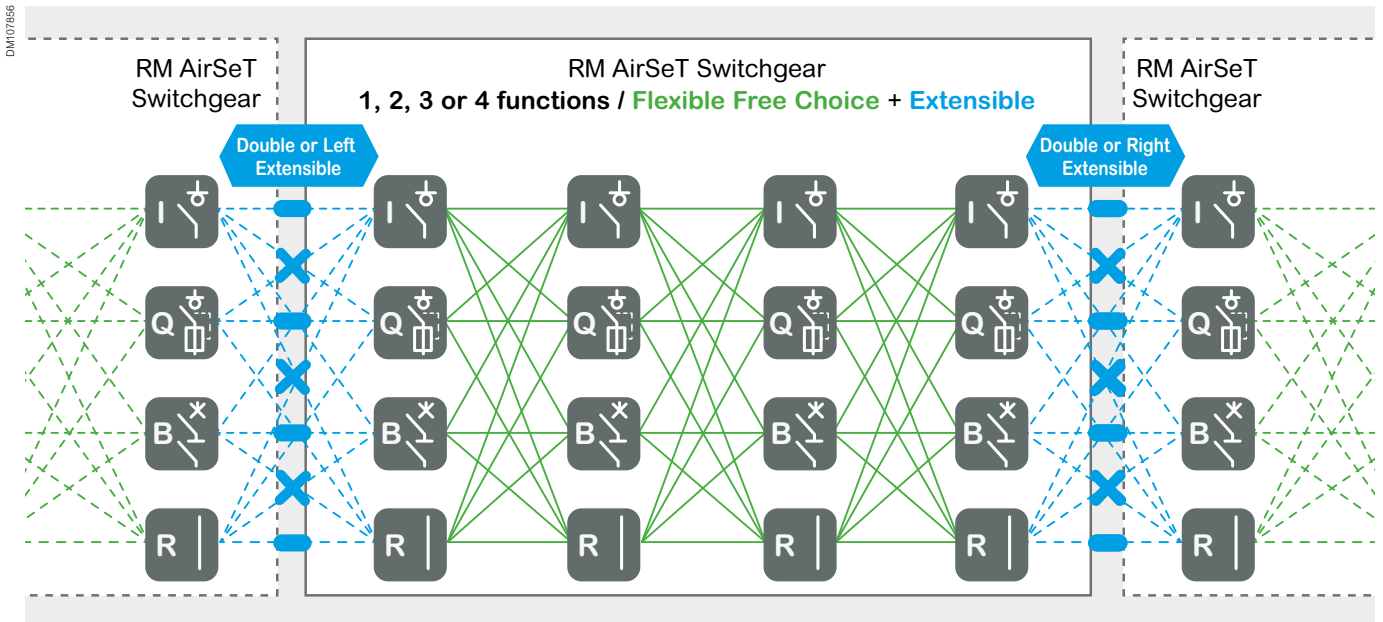 DM107856
RM AirSeT
Switchgear
RM AirSeT Switchgear
1, 2, 3 or 4 functions / Flexible Free Choice + Extensible
RM AirSeT
Switchgear
Double or Left
Extensible
Double or Right
Extensible
I
I
I
I
I
I
Q
Q
Q
Q
Q
Q
B
B
B
B
B
B
R
R
R
R
R
R